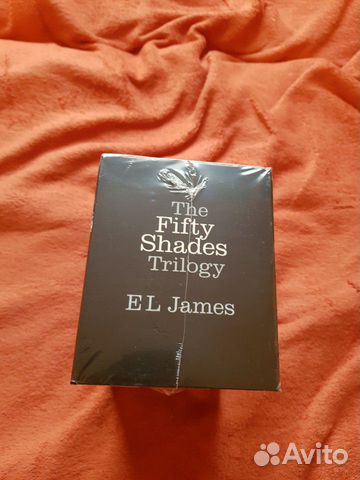 The
Fifty
Shades
Trilogy
E L James
Avito